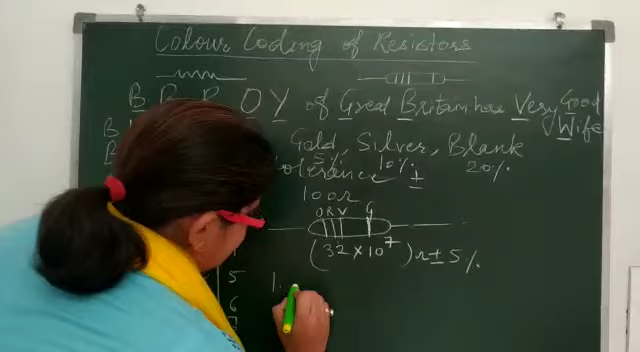 Colour Coding of Resistors
B B R O Y of Great Britain has Very Good Wife
B
Gold, Silver, Blank
5% 10% 20%
tolerance ±
100Ω
O R V G
(32 × 10⁷)Ω ± 5%
5
6
7
1.